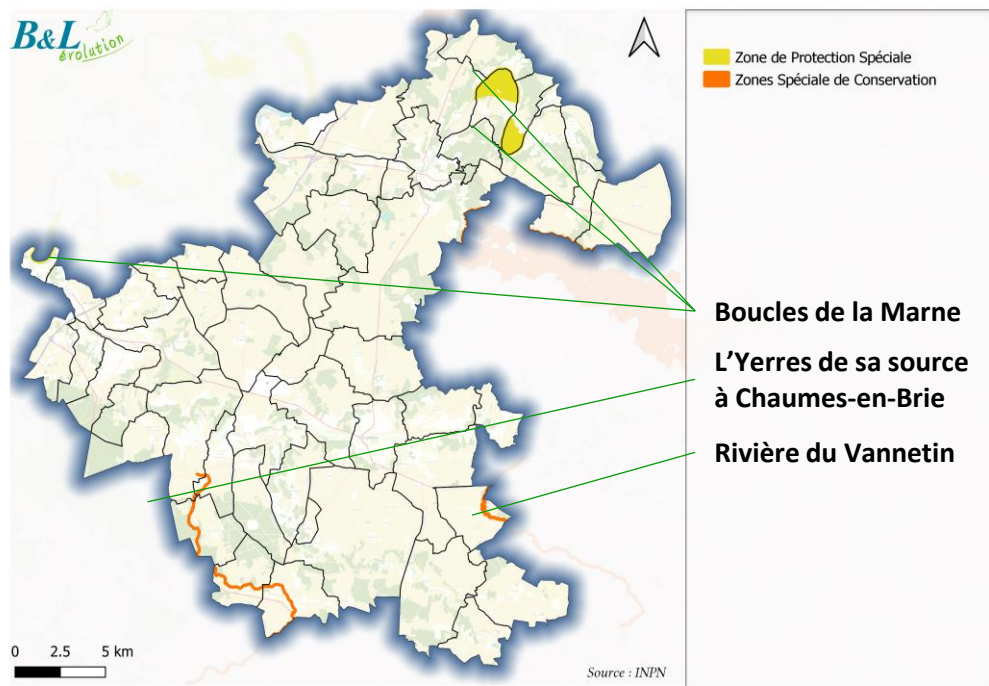 B&L
évolution
Zone de Protection Spéciale
Zones Spéciale de Conservation
Boucles de la Marne
L’Yerres de sa source
à Chaumes-en-Brie
Rivière du Vannetin
0 2.5 5 km
Source : INPN